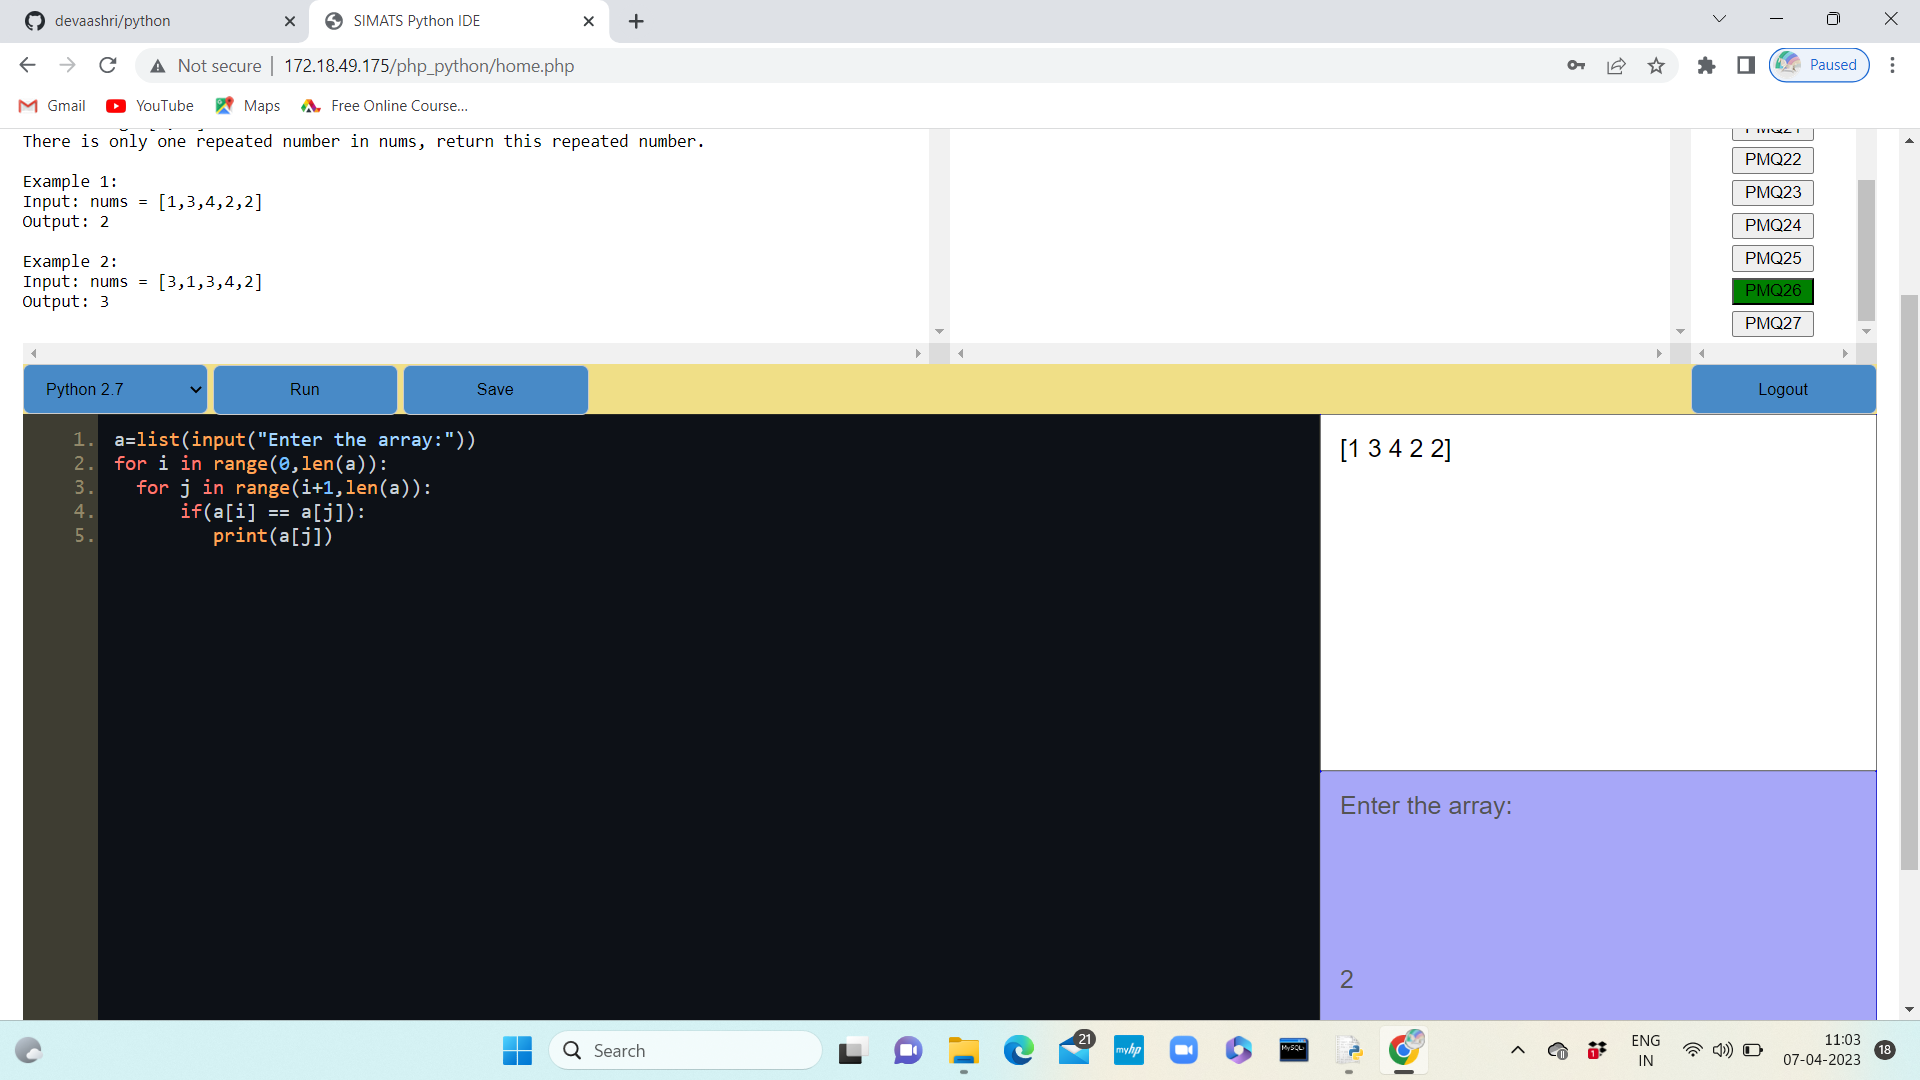 devaashri/python
SIMATS Python IDE
Not secure
172.18.49.175/php_python/home.php
Paused
Gmail
YouTube
Maps
Free Online Course...
There is only one repeated number in nums, return this repeated number.
Example 1:
Input: nums = [1,3,4,2,2]
Output: 2
Example 2:
Input: nums = [3,1,3,4,2]
Output: 3
PMQ21
PMQ22
PMQ23
PMQ24
PMQ25
PMQ26
PMQ27
Python 2.7
Run
Save
Logout
1. a=list(input("Enter the array:"))
2. for i in range(0,len(a)):
3. for j in range(i+1,len(a)):
4. if(a[i] == a[j]):
5. print(a[j])
[1 3 4 2 2]
Enter the array:
2
Search
21
myhp
MySQL
1
ENG
IN
11:03
07-04-2023
18